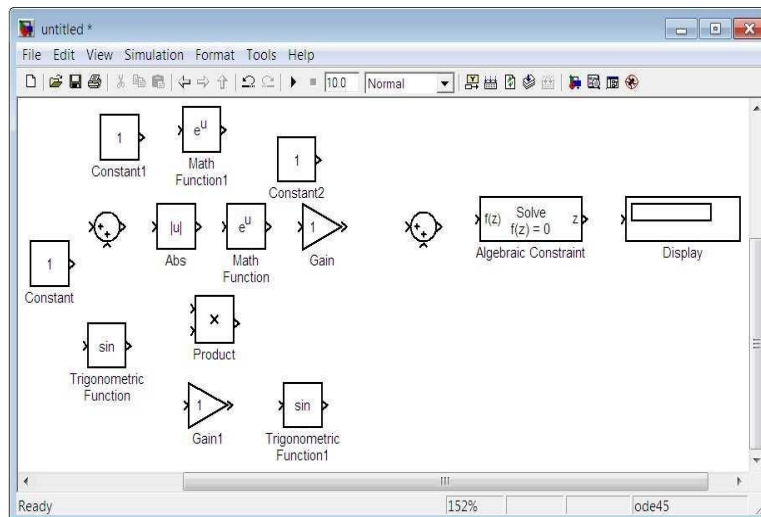 untitled *
File Edit View Simulation Format Tools Help
10.0 Normal
1
Constant1
e^u
Math
Function1
1
Constant2
1
Constant
|u|
Abs
e^u
Math
Function
1
Gain
f(z) Solve z
f(z) = 0
Algebraic Constraint
Display
×
Product
sin
Trigonometric
Function
1
Gain1
sin
Trigonometric
Function1
Ready 152% ode45